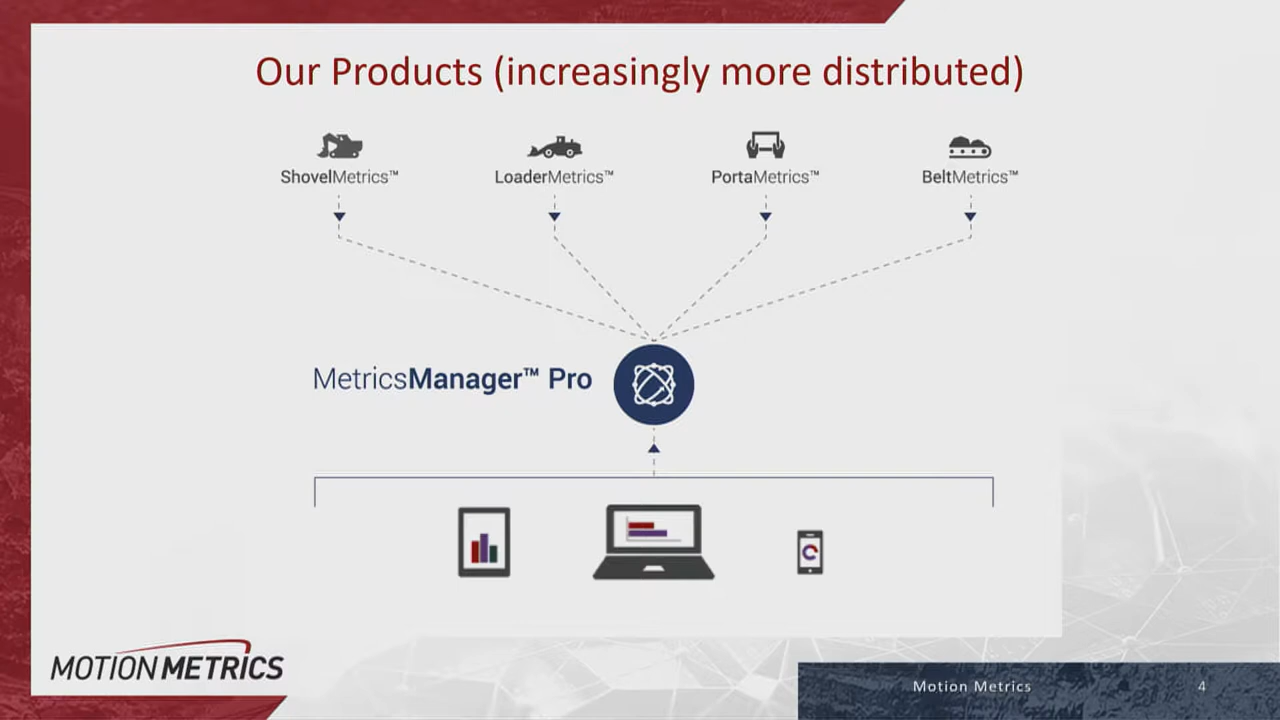 Our Products (increasingly more distributed)
ShovelMetrics™
LoaderMetrics™
PortaMetrics™
BeltMetrics™
MetricsManager™ Pro
MOTION METRICS
Motion Metrics
4